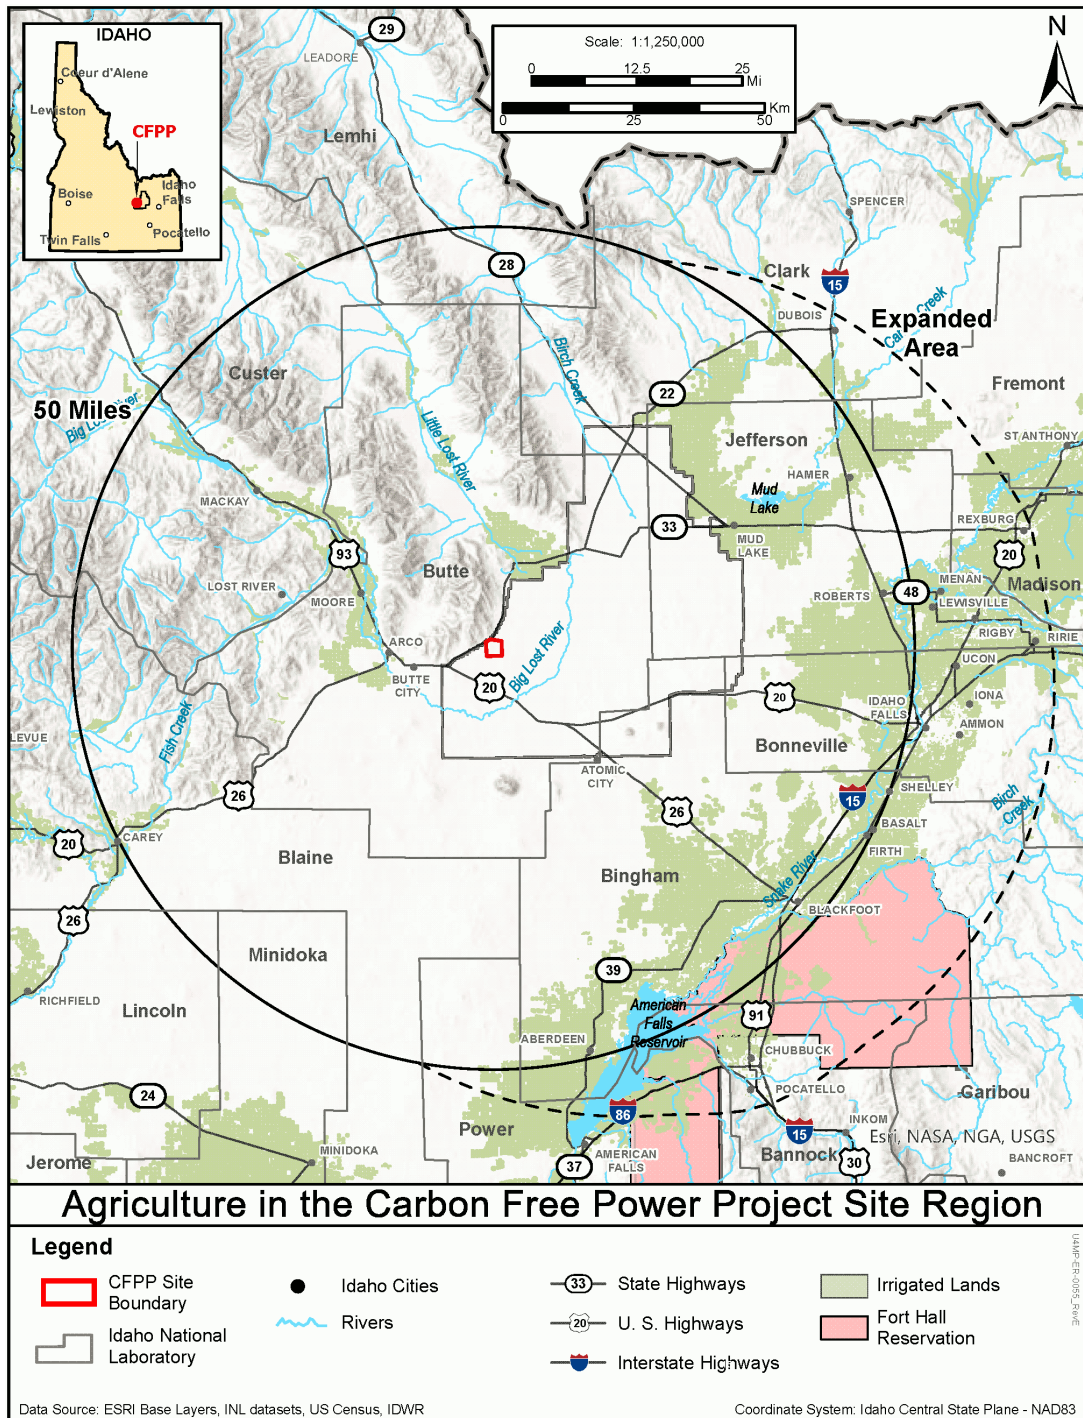 IDAHO
Coeur d'Alene
Lewiston
CFPP
Boise
Idaho
Falls
Twin Falls
Pocatello
29
LEADORE
Lemhi
Scale: 1:1,250,000
0 12.5 25
Mi
Km
0 25 50
N
SPENCER
28
Clark
15
DUBOIS
Expanded
Area
Fremont
Birch Creek
Custer
50 Miles
Big Lost River
22
Little Lost River
Jefferson
ST ANTHONY
HAMER
Mud
Lake
MACKAY
33
MUD
LAKE
REXBURG
20
93
Butte
LOST RIVER
MOORE
ROBERTS
48
MENAN
Madison
LEWISVILLE
RIGBY
RIRIE
ARCO
BUTTE
CITY
Big Lost River
20
UCON
20
IDAHO
FALLS
IONA
AMMON
Fish Creek
LEVUE
Bonneville
ATOMIC
CITY
26
15
SHELLEY
Birch
Creek
26
BASALT
20
CAREY
FIRTH
Blaine
Bingham
Snake River
BLACKFOOT
26
Minidoka
39
RICHFIELD
Lincoln
American
Falls
Reservoir
91
ABERDEEN
CHUBBUCK
POCATELLO
24
Garibou
86
INKOM
Power
15
Esri, NASA, NGA, USGS
MINIDOKA
Jerome
AMERICAN
FALLS
37
Bannock
30
BANCROFT
Agriculture in the Carbon Free Power Project Site Region
Legend
CFPP Site
Boundary
Idaho National
Laboratory
Idaho Cities
Rivers
33
State Highways
20
U. S. Highways
Interstate Highways
Irrigated Lands
Fort Hall
Reservation
U4MP-ER-0055_RevE
Data Source: ESRI Base Layers, INL datasets, US Census, IDWR
Coordinate System: Idaho Central State Plane - NAD83